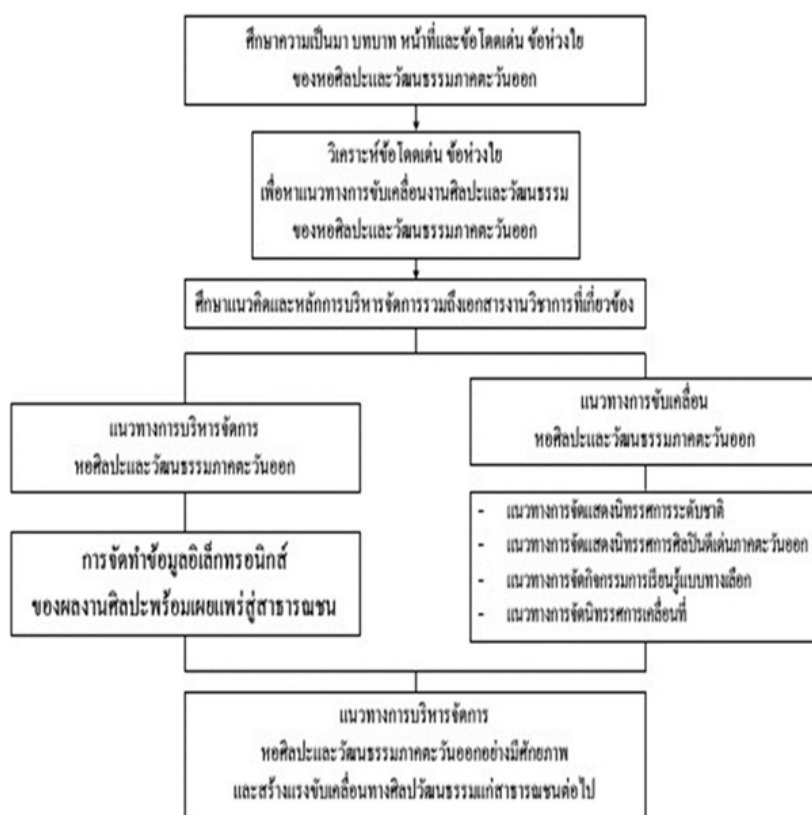 ศึกษาความเป็นมา บทบาท หน้าที่และข้อโดดเด่น ข้อห่วงใย
ของหอศิลปะและวัฒนธรรมภาคตะวันออก
วิเคราะห์ข้อโดดเด่น ข้อห่วงใย
เพื่อหาแนวทางการขับเคลื่อนงานศิลปะและวัฒนธรรม
ของหอศิลปะและวัฒนธรรมภาคตะวันออก
ศึกษาแนวคิดและหลักการบริหารจัดการรวมถึงเอกสารงานวิชาการที่เกี่ยวข้อง
แนวทางการบริหารจัดการ
หอศิลปะและวัฒนธรรมภาคตะวันออก
การจัดทำข้อมูลอิเล็กทรอนิกส์
ของผลงานศิลปะพร้อมเผยแพร่สู่สาธารณชน
แนวทางการขับเคลื่อน
หอศิลปะและวัฒนธรรมภาคตะวันออก
- แนวทางการจัดแสดงนิทรรศการระดับชาติ
- แนวทางการจัดแสดงนิทรรศการศิลปินดีเด่นภาคตะวันออก
- แนวทางการจัดกิจกรรมการเรียนรู้แบบทางเลือก
- แนวทางการจัดนิทรรศการเคลื่อนที่
แนวทางการบริหารจัดการ
หอศิลปะและวัฒนธรรมภาคตะวันออกอย่างมีศักยภาพ
และสร้างแรงขับเคลื่อนทางศิลปวัฒนธรรมแก่สาธารณชนต่อไป